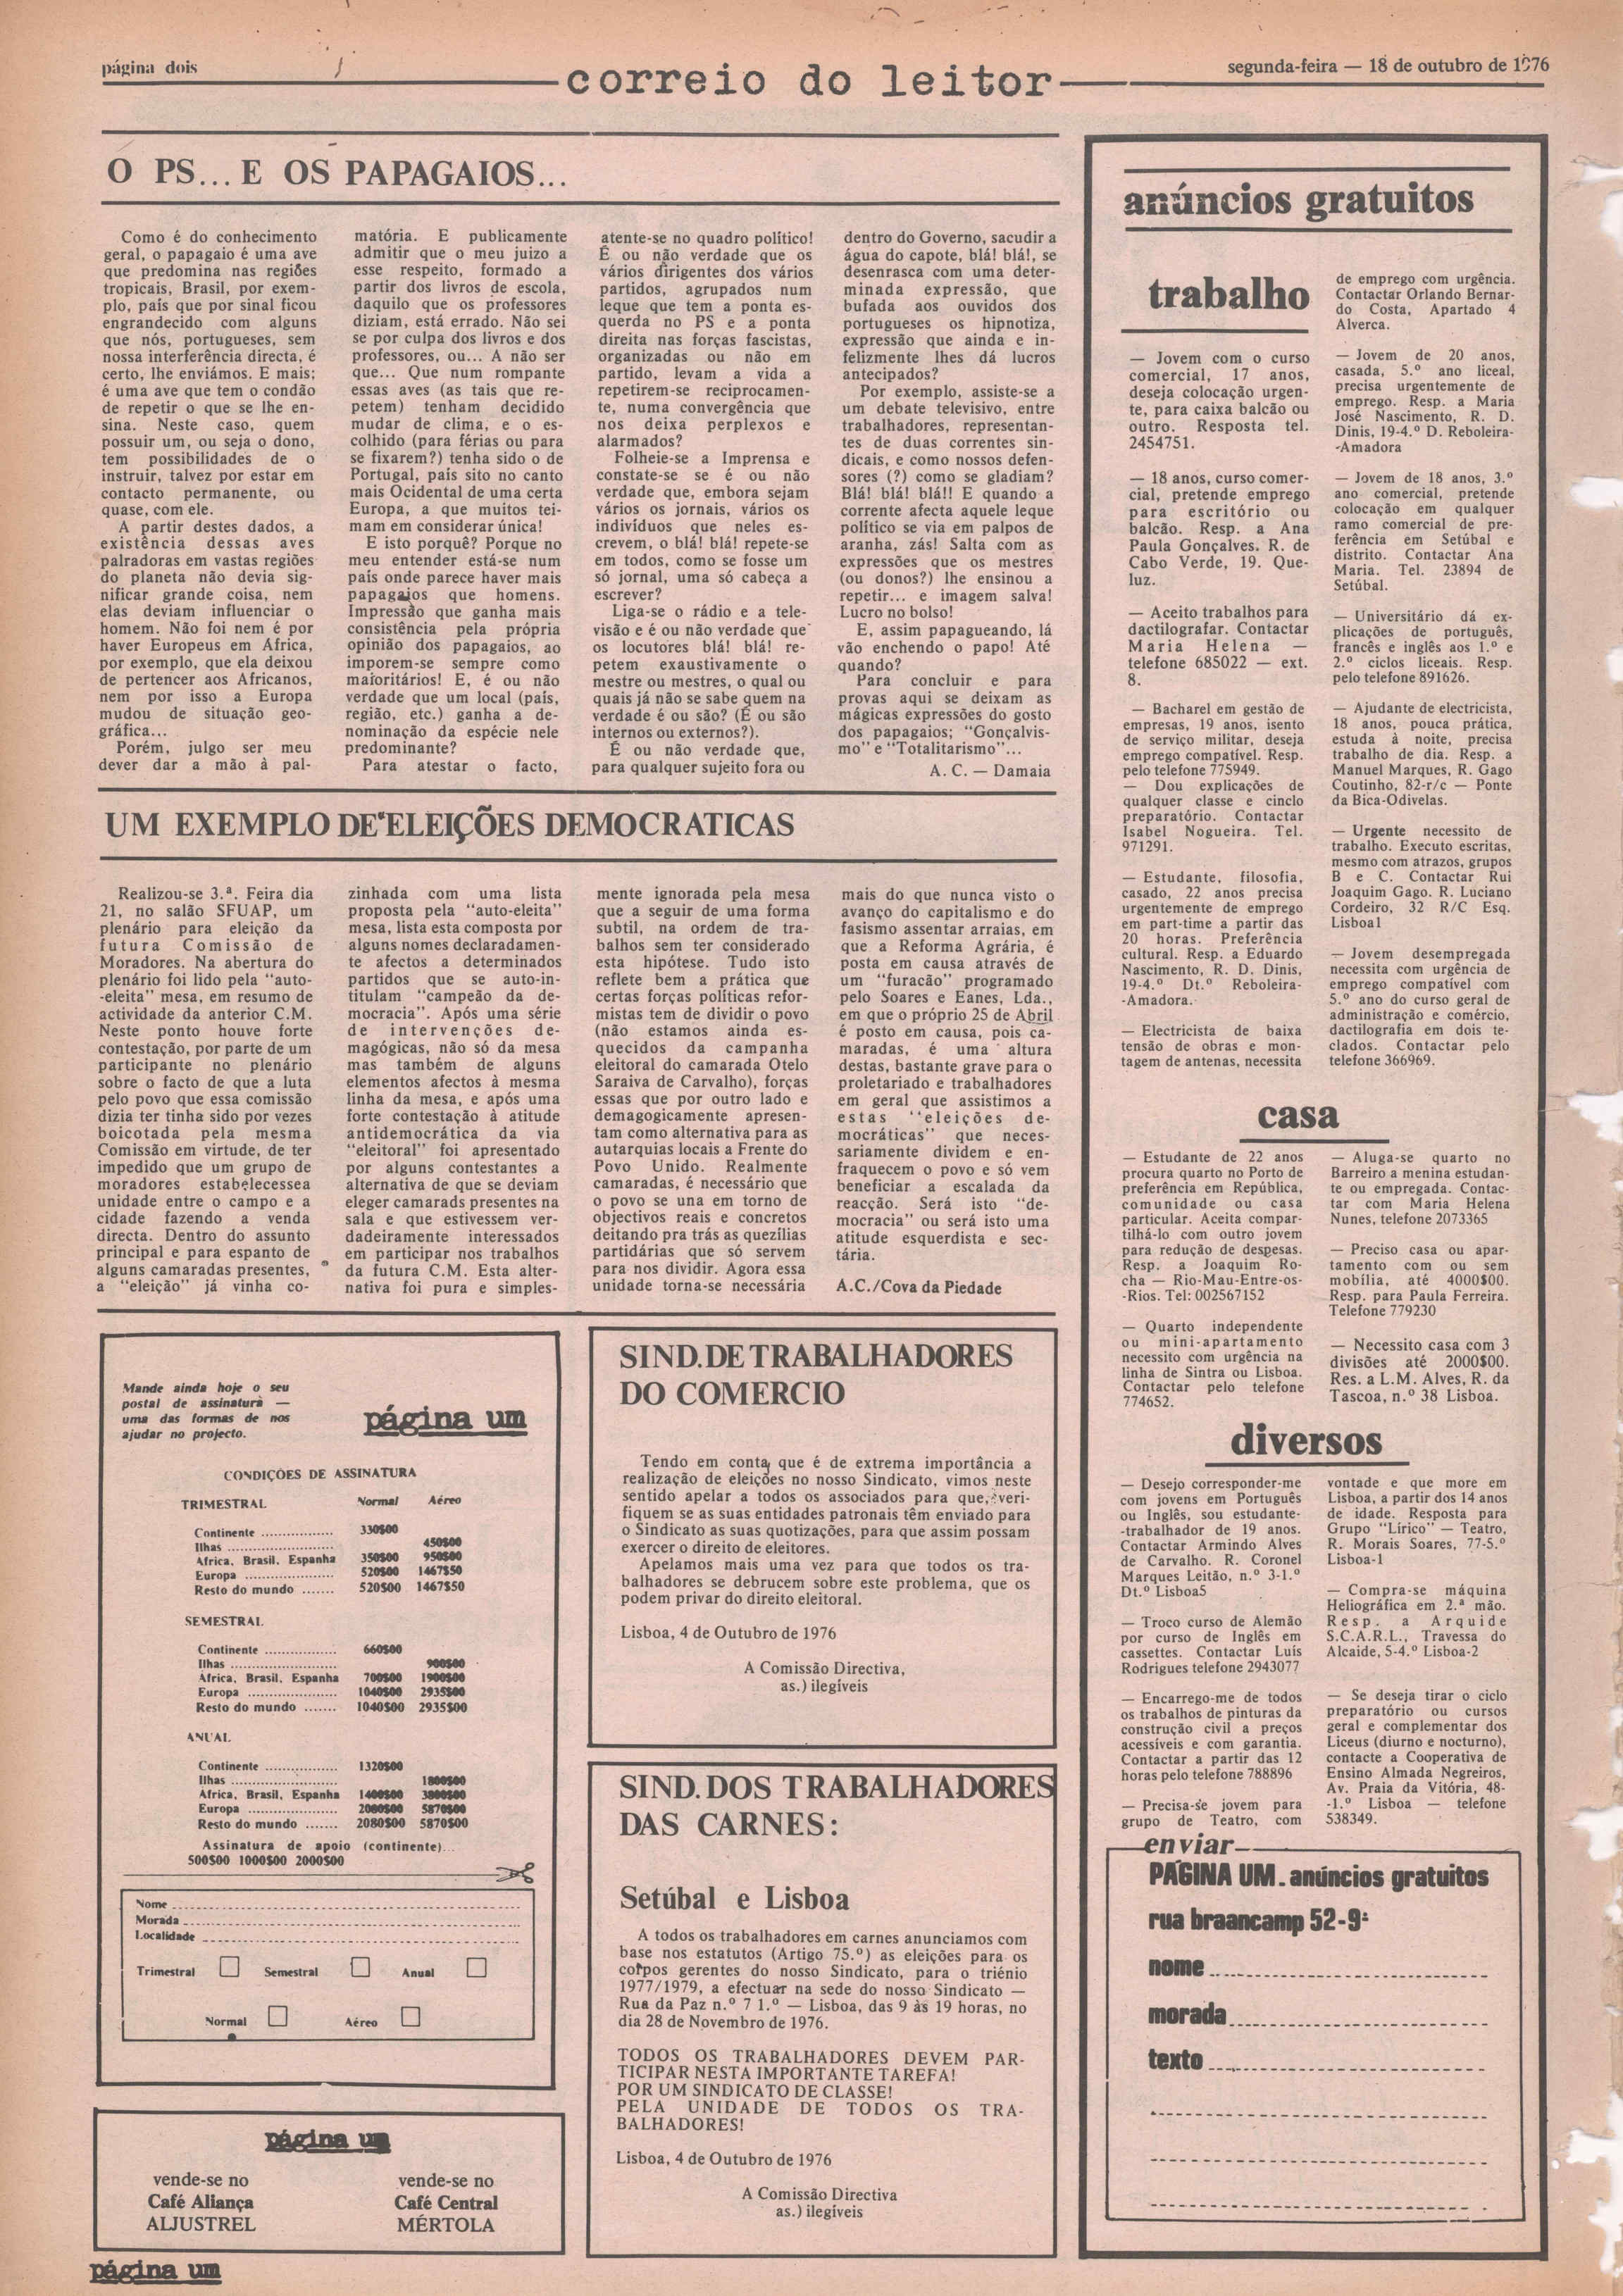 página dois
correio do leitor
segunda-feira — 18 de outubro de 1976
O PS... E OS PAPAGAIOS...
Como é do conhecimento
geral, o papagaio é uma ave
que predomina nas regiões
tropicais, Brasil, por exem-
plo, país que por sinal ficou
engrandecido com alguns
que nós, portugueses, sem
nossa interferência directa, é
certo, lhe enviámos. E mais;
é uma ave que tem o condão
de repetir o que se lhe en-
sina. Neste caso, quem
possuir um, ou seja o dono,
tem possibilidades de o
instruir, talvez por estar em
contacto permanente, ou
quase, com ele.
A partir destes dados, a
existência dessas aves
palradoras em vastas regiões
do planeta não devia sig-
nificar grande coisa, nem
elas deviam influenciar o
homem. Não foi nem é por
haver Europeus em África,
por exemplo, que ela deixou
de pertencer aos Africanos,
nem por isso a Europa
mudou de situação geo-
gráfica...
Porém, julgo ser meu
dever dar a mão à pal-
matória. E publicamente
admitir que o meu juizo a
esse respeito, formado a
partir dos livros de escola,
daquilo que os professores
diziam, está errado. Não sei
se por culpa dos livros e dos
professores, ou... A não ser
que... Que num rompante
essas aves (as tais que re-
petem) tenham decidido
mudar de clima, e o es-
colhido (para férias ou para
se fixarem?) tenha sido o de
Portugal, país sito no canto
mais Ocidental de uma certa
Europa, a que muitos tei-
mam em considerar única!
E isto porquê? Porque no
meu entender está-se num
país onde parece haver mais
papagaios que homens.
Impressão que ganha mais
consistência pela própria
opinião dos papagaios, ao
imporem-se sempre como
maioritários! E, é ou não
verdade que um local (país,
região, etc.) ganha a de-
nominação da espécie nele
predominante?
Para atestar o facto,
atente-se no quadro político!
É ou não verdade que os
vários dirigentes dos vários
partidos, agrupados num
leque que tem a ponta es-
querda no PS e a ponta
direita nas forças fascistas,
organizadas ou não em
partido, levam a vida a
repetirem-se reciprocamen-
te, numa convergência que
nos deixa perplexos e
alarmados?
Folheie-se a Imprensa e
constate-se se é ou não
verdade que, embora sejam
vários os jornais, vários os
indivíduos que neles es-
crevem, o blá! blá! repete-se
em todos, como se fosse um
só jornal, uma só cabeça a
escrever?
Liga-se o rádio e a tele-
visão e é ou não verdade que
os locutores blá! blá! re-
petem exaustivamente o
mestre ou mestres, o qual ou
quais já não se sabe quem na
verdade é ou são? (É ou são
internos ou externos?).
É ou não verdade que,
para qualquer sujeito fora ou
dentro do Governo, sacudir a
água do capote, blá! blá!, se
desenrasca com uma deter-
minada expressão, que
bufada aos ouvidos dos
portugueses os hipnotiza,
expressão que ainda e in-
felizmente lhes dá lucros
antecipados?
Por exemplo, assiste-se a
um debate televisivo, entre
trabalhadores, representan-
tes de duas correntes sin-
dicais, e como nossos defen-
sores (?) como se gladiam?
Blá! blá! blá!! E quando a
corrente afecta aquele leque
político se via em palpos de
aranha, zás! Salta com as
expressões que os mestres
(ou donos?) lhe ensinou a
repetir... e imagem salva!
Lucro no bolso!
E, assim papagueando, lá
vão enchendo o papo! Até
quando?
Para concluir e para
provas aqui se deixam as
mágicas expressões do gosto
dos papagaios; "Gonçalvis-
mo" e "Totalitarismo"...
A. C. — Damaia
UM EXEMPLO DE ELEIÇÕES DEMOCRATICAS
Realizou-se 3.ª. Feira dia
21, no salão SFUAP, um
plenário para eleição da
futura Comissão de
Moradores. Na abertura do
plenário foi lido pela "auto-
-eleita" mesa, em resumo de
actividade da anterior C.M.
Neste ponto houve forte
contestação, por parte de um
participante no plenário
sobre o facto de que a luta
pelo povo que essa comissão
dizia ter tinha sido por vezes
boicotada pela mesma
Comissão em virtude, de ter
impedido que um grupo de
moradores estabelecessea
unidade entre o campo e a
cidade fazendo a venda
directa. Dentro do assunto
principal e para espanto de
alguns camaradas presentes,
a "eleição" já vinha co-
zinhada com uma lista
proposta pela "auto-eleita"
mesa, lista esta composta por
alguns nomes declaradamen-
te afectos a determinados
partidos que se auto-in-
titulam "campeão da de-
mocracia". Após uma série
de intervenções de-
magógicas, não só da mesa
mas também de alguns
elementos afectos à mesma
linha da mesa, e após uma
forte contestação à atitude
antidemocrática da via
"eleitoral" foi apresentado
por alguns contestantes a
alternativa de que se deviam
eleger camarads presentes na
sala e que estivessem ver-
dadeiramente interessados
em participar nos trabalhos
da futura C.M. Esta alter-
nativa foi pura e simples-
mente ignorada pela mesa
que a seguir de uma forma
subtil, na ordem de tra-
balhos sem ter considerado
esta hipótese. Tudo isto
reflete bem a prática que
certas forças políticas refor-
mistas tem de dividir o povo
(não estamos ainda es-
quecidos da campanha
eleitoral do camarada Otelo
Saraiva de Carvalho), forças
essas que por outro lado e
demagogicamente apresen-
tam como alternativa para as
autarquias locais a Frente do
Povo Unido. Realmente
camaradas, é necessário que
o povo se una em torno de
objectivos reais e concretos
deitando pra trás as quezílias
partidárias que só servem
para nos dividir. Agora essa
unidade torna-se necessária
mais do que nunca visto o
avanço do capitalismo e do
fasismo assentar arraias, em
que a Reforma Agrária, é
posta em causa através de
um "furacão" programado
pelo Soares e Eanes, Lda.,
em que o próprio 25 de Abril
é posto em causa, pois ca-
maradas, é uma altura
destas, bastante grave para o
proletariado e trabalhadores
em geral que assistimos a
estas "eleições de-
mocráticas" que neces-
sariamente dividem e en-
fraquecem o povo e só vem
beneficiar a escalada da
reacção. Será isto "de-
mocracia" ou será isto uma
atitude esquerdista e sec-
tária.
A.C./Cova da Piedade
Mande ainda hoje o seu
postal de assinatura —
uma das formas de nos
ajudar no projecto.
página um
CONDIÇÕES DE ASSINATURA
TRIMESTRAL Normal Aéreo
Continente ................ 330$00
Ilhas ........................ 450$00
Africa, Brasil, Espanha 350$00 950$00
Europa .................... 520$00 1467$50
Resto do mundo ....... 520$00 1467$50
SEMESTRAL
Continente ................ 660$00
Ilhas ........................ 900$00
Africa, Brasil, Espanha 700$00 1900$00
Europa .................... 1040$00 2935$00
Resto do mundo ....... 1040$00 2935$00
ANUAL
Continente ................ 1320$00
Ilhas ........................ 1800$00
Africa, Brasil, Espanha 1400$00 3800$00
Europa .................... 2080$00 5870$00
Resto do mundo ....... 2080$00 5870$00
Assinatura de apoio (continente)...
500$00 1000$00 2000$00
Nome
Morada
Localidade
Trimestral Semestral Anual
Normal Aéreo
página um
vende-se no
Café Aliança
ALJUSTREL
vende-se no
Café Central
MÉRTOLA
página um
SIND. DE TRABALHADORES
DO COMERCIO
Tendo em conta, que é de extrema importância a
realização de eleições no nosso Sindicato, vimos neste
sentido apelar a todos os associados para que, veri-
fiquem se as suas entidades patronais têm enviado para
o Sindicato as suas quotizações, para que assim possam
exercer o direito de eleitores.
Apelamos mais uma vez para que todos os tra-
balhadores se debrucem sobre este problema, que os
podem privar do direito eleitoral.
Lisboa, 4 de Outubro de 1976
A Comissão Directiva,
as.) ilegíveis
SIND. DOS TRABALHADORES
DAS CARNES:
Setúbal e Lisboa
A todos os trabalhadores em carnes anunciamos com
base nos estatutos (Artigo 75.º) as eleições para os
corpos gerentes do nosso Sindicato, para o triénio
1977/1979, a efectuar na sede do nosso Sindicato —
Rua da Paz n.º 7 1.º — Lisboa, das 9 às 19 horas, no
dia 28 de Novembro de 1976.
TODOS OS TRABALHADORES DEVEM PAR-
TICIPAR NESTA IMPORTANTE TAREFA!
POR UM SINDICATO DE CLASSE!
PELA UNIDADE DE TODOS OS TRA-
BALHADORES!
Lisboa, 4 de Outubro de 1976
A Comissão Directiva
as.) ilegíveis
anúncios gratuitos
trabalho
— Jovem com o curso
comercial, 17 anos,
deseja colocação urgen-
te, para caixa balcão ou
outro. Resposta tel.
2454751.
— 18 anos, curso comer-
cial, pretende emprego
para escritório ou
balcão. Resp. a Ana
Paula Gonçalves, R. de
Cabo Verde, 19. Que-
luz.
— Aceito trabalhos para
dactilografar. Contactar
Maria Helena —
telefone 685022 — ext.
8.
— Bacharel em gestão de
empresas, 19 anos, isento
de serviço militar, deseja
emprego compatível. Resp.
pelo telefone 775949.
— Dou explicações de
qualquer classe e cinclo
preparatório. Contactar
Isabel Nogueira. Tel.
971291.
— Estudante, filosofia,
casado, 22 anos precisa
urgentemente de emprego
em part-time a partir das
20 horas. Preferência
cultural. Resp. a Eduardo
Nascimento, R. D. Dinis,
19-4.º Dt.º Reboleira-
-Amadora.
— Electricista de baixa
tensão de obras e mon-
tagem de antenas, necessita
de emprego com urgência.
Contactar Orlando Bernar-
do Costa, Apartado 4
Alverca.
— Jovem de 20 anos,
casada, 5.º ano liceal,
precisa urgentemente de
emprego. Resp. a Maria
José Nascimento, R. D.
Dinis, 19-4.º D. Reboleira-
-Amadora
— Jovem de 18 anos, 3.º
ano comercial, pretende
colocação em qualquer
ramo comercial de pre-
ferência em Setúbal e
distrito. Contactar Ana
Maria. Tel. 23894 de
Setúbal.
— Universitário dá ex-
plicações de português,
francês e inglês aos 1.º e
2.º ciclos liceais. Resp.
pelo telefone 891626.
— Ajudante de electricista,
18 anos, pouca prática,
estuda à noite, precisa
trabalho de dia. Resp. a
Manuel Marques, R. Gago
Coutinho, 82-r/c — Ponte
da Bica-Odivelas.
— Urgente necessito de
trabalho. Executo escritas,
mesmo com atrazos, grupos
B e C. Contactar Rui
Joaquim Gago. R. Luciano
Cordeiro, 32 R/C Esq.
Lisboa1
— Jovem desempregada
necessita com urgência de
emprego compatível com
5.º ano do curso geral de
administração e comércio,
dactilografia em dois te-
clados. Contactar pelo
telefone 366969.
casa
— Estudante de 22 anos
procura quarto no Porto de
preferência em República,
comunidade ou casa
particular. Aceita compar-
tilhá-lo com outro jovem
para redução de despesas.
Resp. a Joaquim Ro-
cha — Rio-Mau-Entre-os-
-Rios. Tel: 002567152
— Quarto independente
ou mini-apartamento
necessito com urgência na
linha de Sintra ou Lisboa.
Contactar pelo telefone
774652.
— Aluga-se quarto no
Barreiro a menina estudan-
te ou empregada. Contac-
tar com Maria Helena
Nunes, telefone 2073365
— Preciso casa ou apar-
tamento com ou sem
mobília, até 4000$00.
Resp. para Paula Ferreira.
Telefone 779230
— Necessito casa com 3
divisões até 2000$00.
Res. a L.M. Alves, R. da
Tascoa, n.º 38 Lisboa.
diversos
— Desejo corresponder-me
com jovens em Português
ou Inglês, sou estudante-
-trabalhador de 19 anos.
Contactar Armindo Alves
de Carvalho. R. Coronel
Marques Leitão, n.º 3-1.º
Dt.º Lisboa5
— Troco curso de Alemão
por curso de Inglês em
cassettes. Contactar Luís
Rodrigues telefone 2943077
— Encarrego-me de todos
os trabalhos de pinturas da
construção civil a preços
acessíveis e com garantia.
Contactar a partir das 12
horas pelo telefone 788896
— Precisa-se jovem para
grupo de Teatro, com
vontade e que more em
Lisboa, a partir dos 14 anos
de idade. Resposta para
Grupo "Lírico" — Teatro,
R. Morais Soares, 77-5.º
Lisboa-1
— Compra-se máquina
Heliográfica em 2.ª mão.
Resp. a Arquide
S.C.A.R.L., Travessa do
Alcaide, 5-4.º Lisboa-2
— Se deseja tirar o ciclo
preparatório ou cursos
geral e complementar dos
Liceus (diurno e nocturno),
contacte a Cooperativa de
Ensino Almada Negreiros,
Av. Praia da Vitória, 48-
-1.º Lisboa — telefone
538349.
enviar
PÁGINA UM. anúncios gratuitos
rua braancamp 52-9º
nome
morada
texto